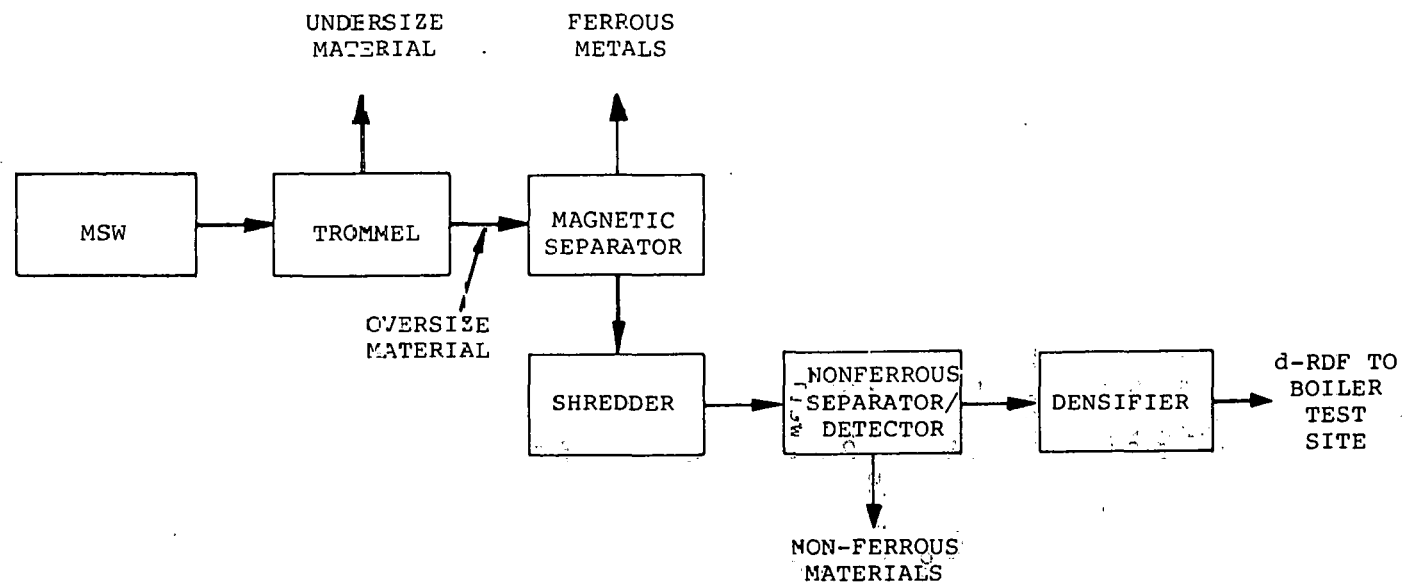 UNDERSIZE
MATERIAL
FERROUS
METALS
MSW
TROMMEL
MAGNETIC
SEPARATOR
OVERSIZE
MATERIAL
SHREDDER
NONFERROUS
SEPARATOR/
DETECTOR
DENSIFIER
d-RDF TO
BOILER
TEST
SITE
NON-FERROUS
MATERIALS